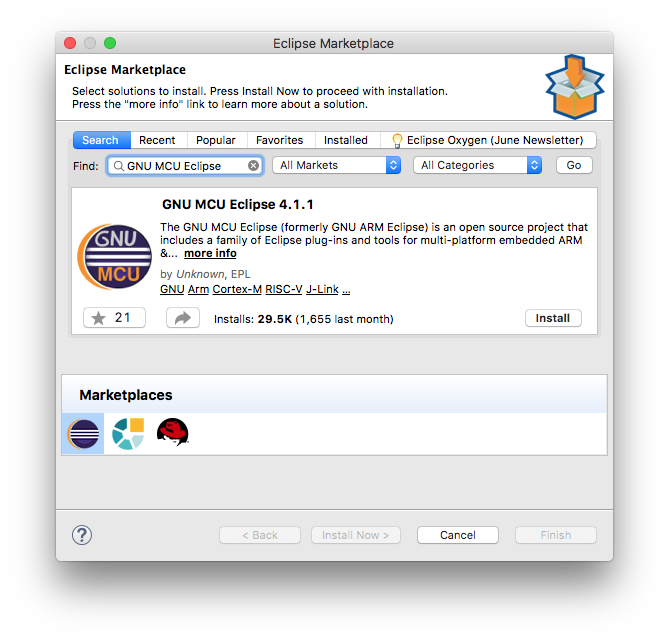 Eclipse Marketplace
Eclipse Marketplace
Select solutions to install. Press Install Now to proceed with installation.
Press the "more info" link to learn more about a solution.
Search Recent Popular Favorites Installed Eclipse Oxygen (June Newsletter)
Find: GNU MCU Eclipse All Markets All Categories Go
GNU MCU Eclipse 4.1.1
The GNU MCU Eclipse (formerly GNU ARM Eclipse) is an open source project that
includes a family of Eclipse plug-ins and tools for multi-platform embedded ARM
&... more info
GNU
MCU
by Unknown, EPL
GNU Arm Cortex-M RISC-V J-Link ...
21 Installs: 29.5K (1,655 last month) Install
Marketplaces
? < Back Install Now > Cancel Finish